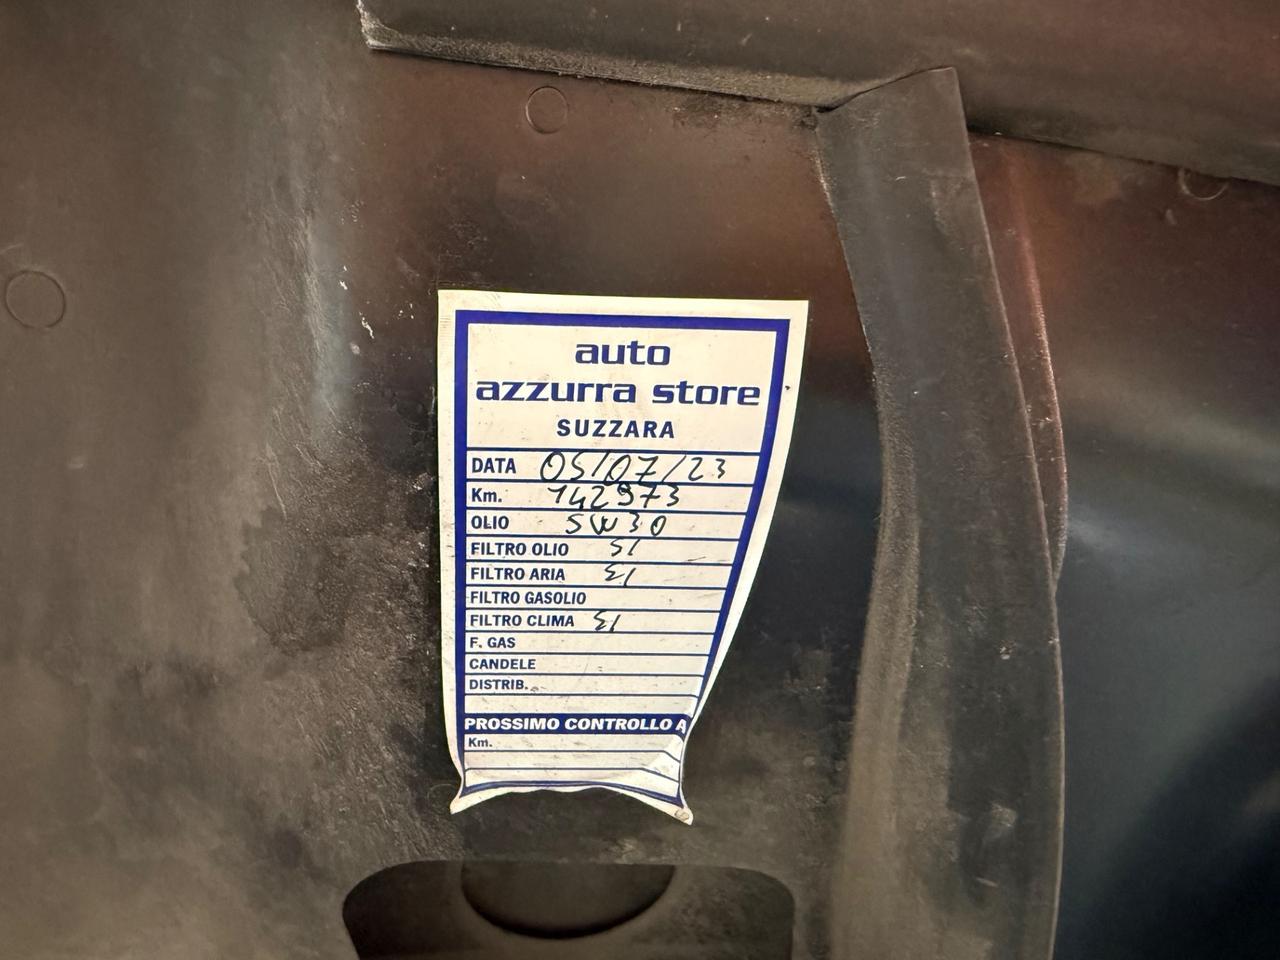 auto
azzurra store
SUZZARA
DATA 05/07/23
Km. 142973
OLIO 5W30
FILTRO OLIO SI
FILTRO ARIA SI
FILTRO GASOLIO
FILTRO CLIMA SI
F. GAS
CANDELE
DISTRIB.
PROSSIMO CONTROLLO A
Km.